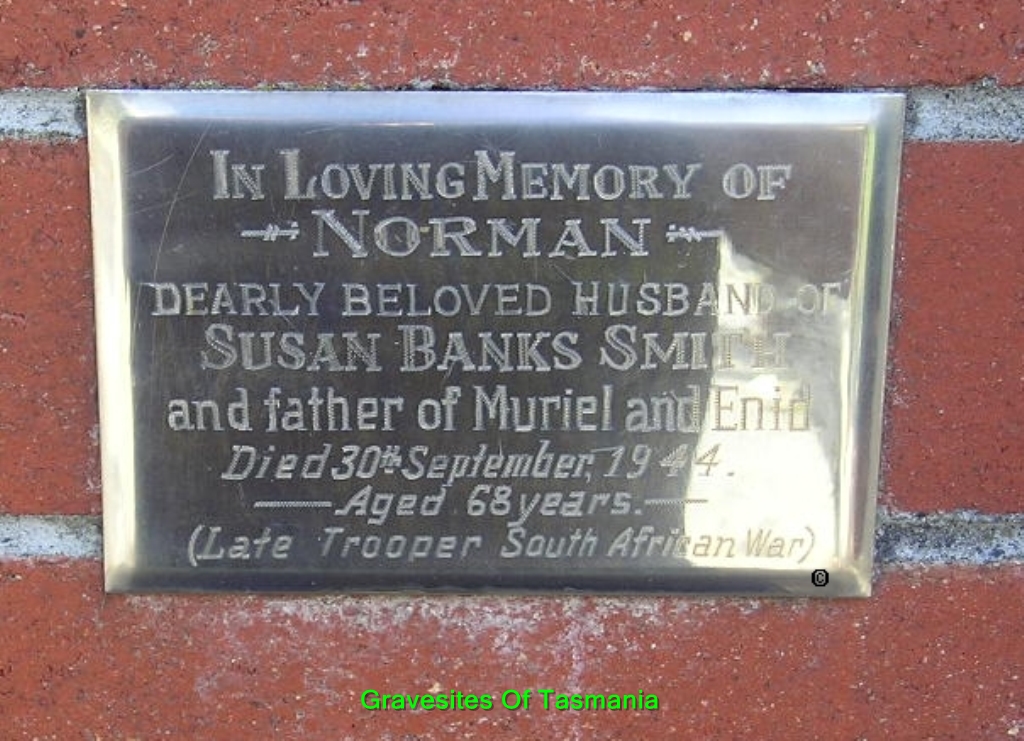 IN LOVING MEMORY OF
NORMAN
DEARLY BELOVED HUSBAND OF
SUSAN BANKS SMITH
and father of Muriel and Enid
Died 30th September, 1944.
Aged 68 years.
(Late Trooper South African War)
©
Gravesites Of Tasmania